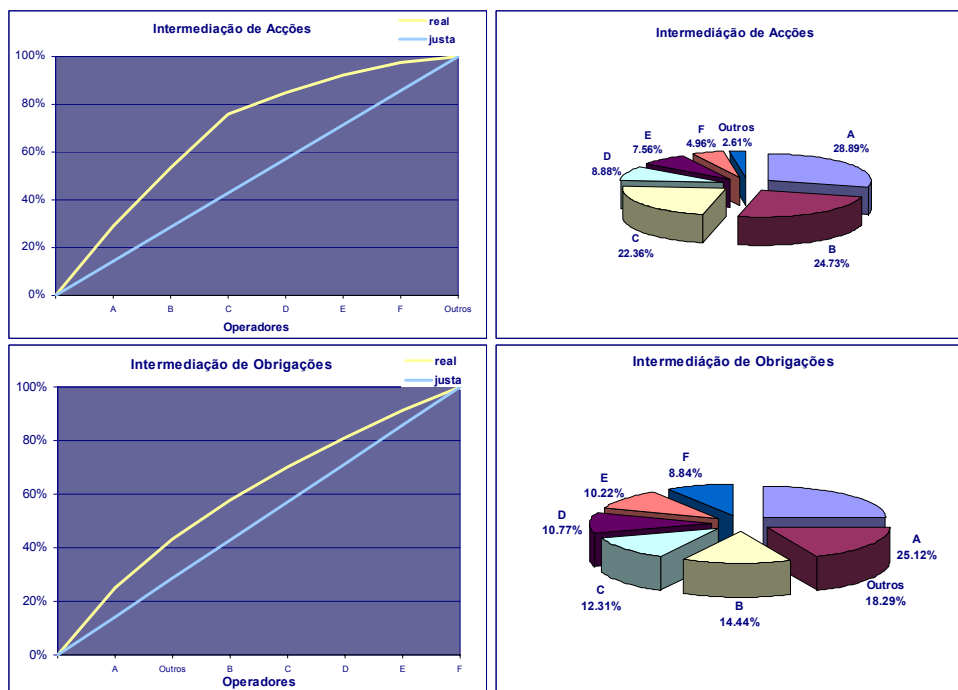 Intermediação de Acções
real
justa
100%
80%
60%
40%
20%
0%
A B C D E F Outros
Operadores
Intermediáção de Acções
A
28.89%
B
24.73%
C
22.36%
D
8.88%
E
7.56%
F
4.96%
Outros
2.61%
Intermediação de Obrigações
real
justa
100%
80%
60%
40%
20%
0%
A Outros B C D E F
Operadores
Intermediáção de Obrigações
A
25.12%
Outros
18.29%
B
14.44%
C
12.31%
D
10.77%
E
10.22%
F
8.84%